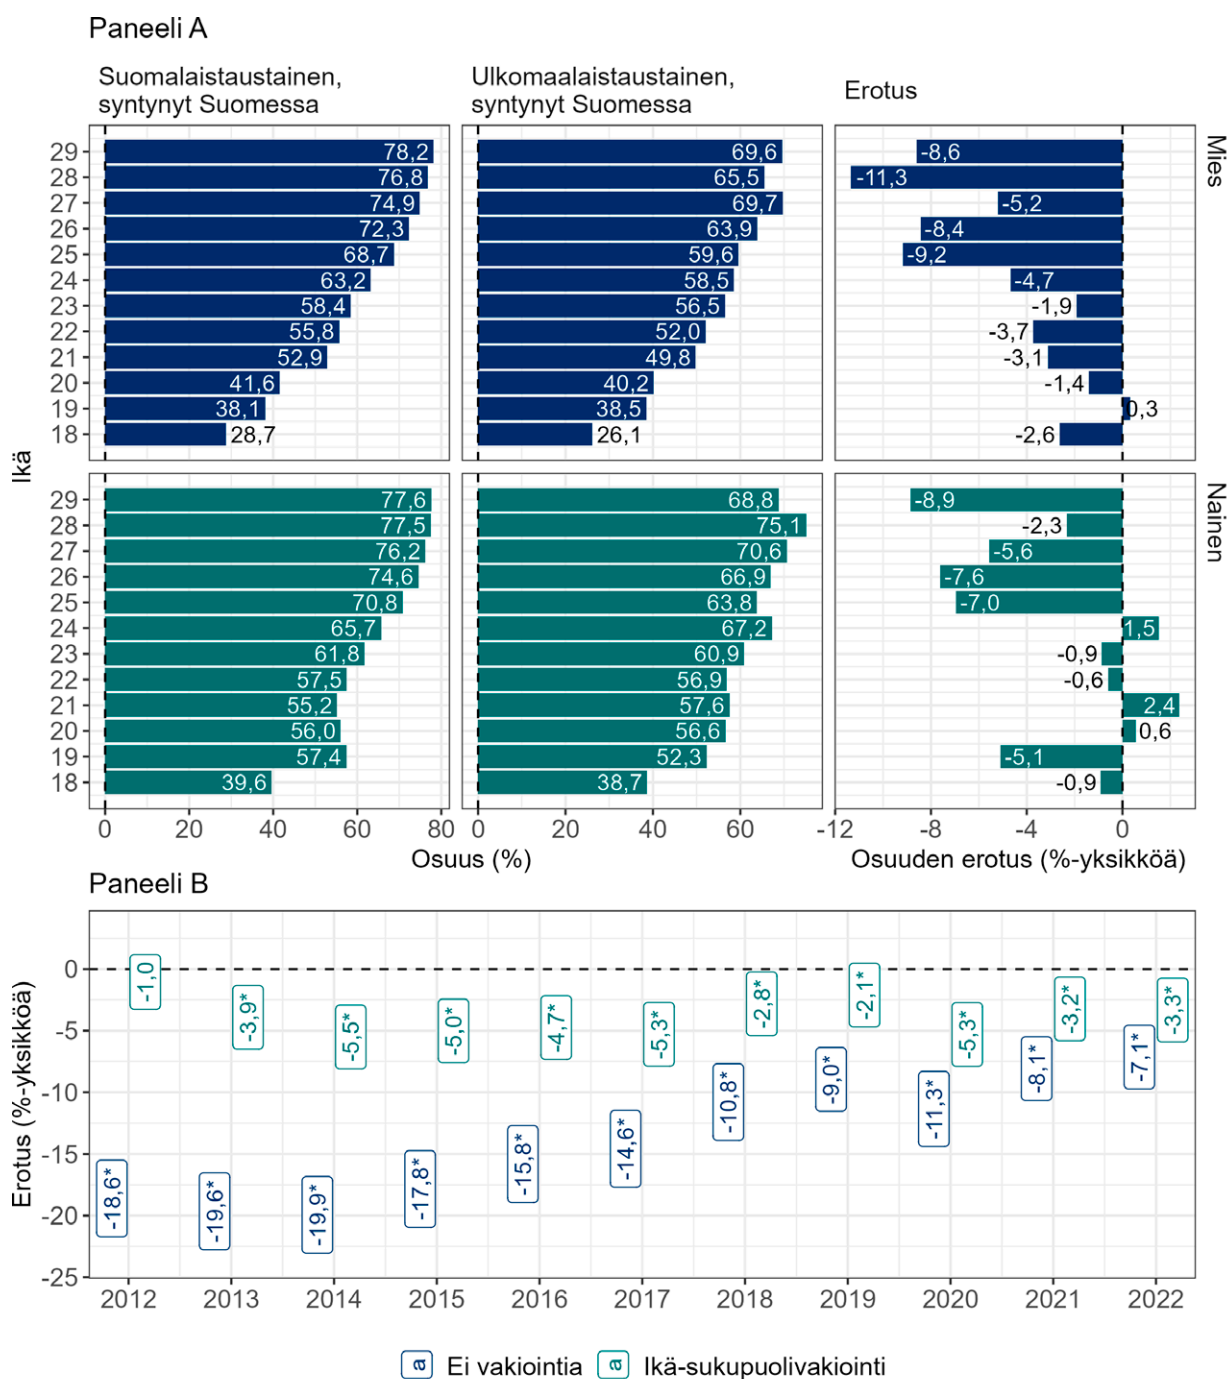 Paneeli A
Suomalaistaustainen,
syntynyt Suomessa
Ulkomaalaistaustainen,
syntynyt Suomessa
Erotus
29 78,2 69,6 -8,6
28 76,8 65,5 -11,3
27 74,9 69,7 -5,2
26 72,3 63,9 -8,4
25 68,7 59,6 -9,2
24 63,2 58,5 -4,7
23 58,4 56,5 -1,9
22 55,8 52,0 -3,7
21 52,9 49,8 -3,1
20 41,6 40,2 -1,4
19 38,1 38,5 0,3
18 28,7 26,1 -2,6
Mies
Ikä
29 77,6 68,8 -8,9
28 77,5 75,1 -2,3
27 76,2 70,6 -5,6
26 74,6 66,9 -7,6
25 70,8 63,8 -7,0
24 65,7 67,2 1,5
23 61,8 60,9 -0,9
22 57,5 56,9 -0,6
21 55,2 57,6 2,4
20 56,0 56,6 0,6
19 57,4 52,3 -5,1
18 39,6 38,7 -0,9
Nainen
0 20 40 60 80 0 20 40 60 -12 -8 -4 0
Osuus (%) Osuuden erotus (%-yksikköä)
Paneeli B
Erotus (%-yksikköä)
0
-5
-10
-15
-20
-25
-1,0 -3,9* -5,5* -5,0* -4,7* -5,3* -2,8* -2,1* -5,3* -3,2* -3,3*
-18,6* -19,6* -19,9* -17,8* -15,8* -14,6* -10,8* -9,0* -11,3* -8,1* -7,1*
2012 2013 2014 2015 2016 2017 2018 2019 2020 2021 2022
a Ei vakiointia a Ikä-sukupuolivakiointi